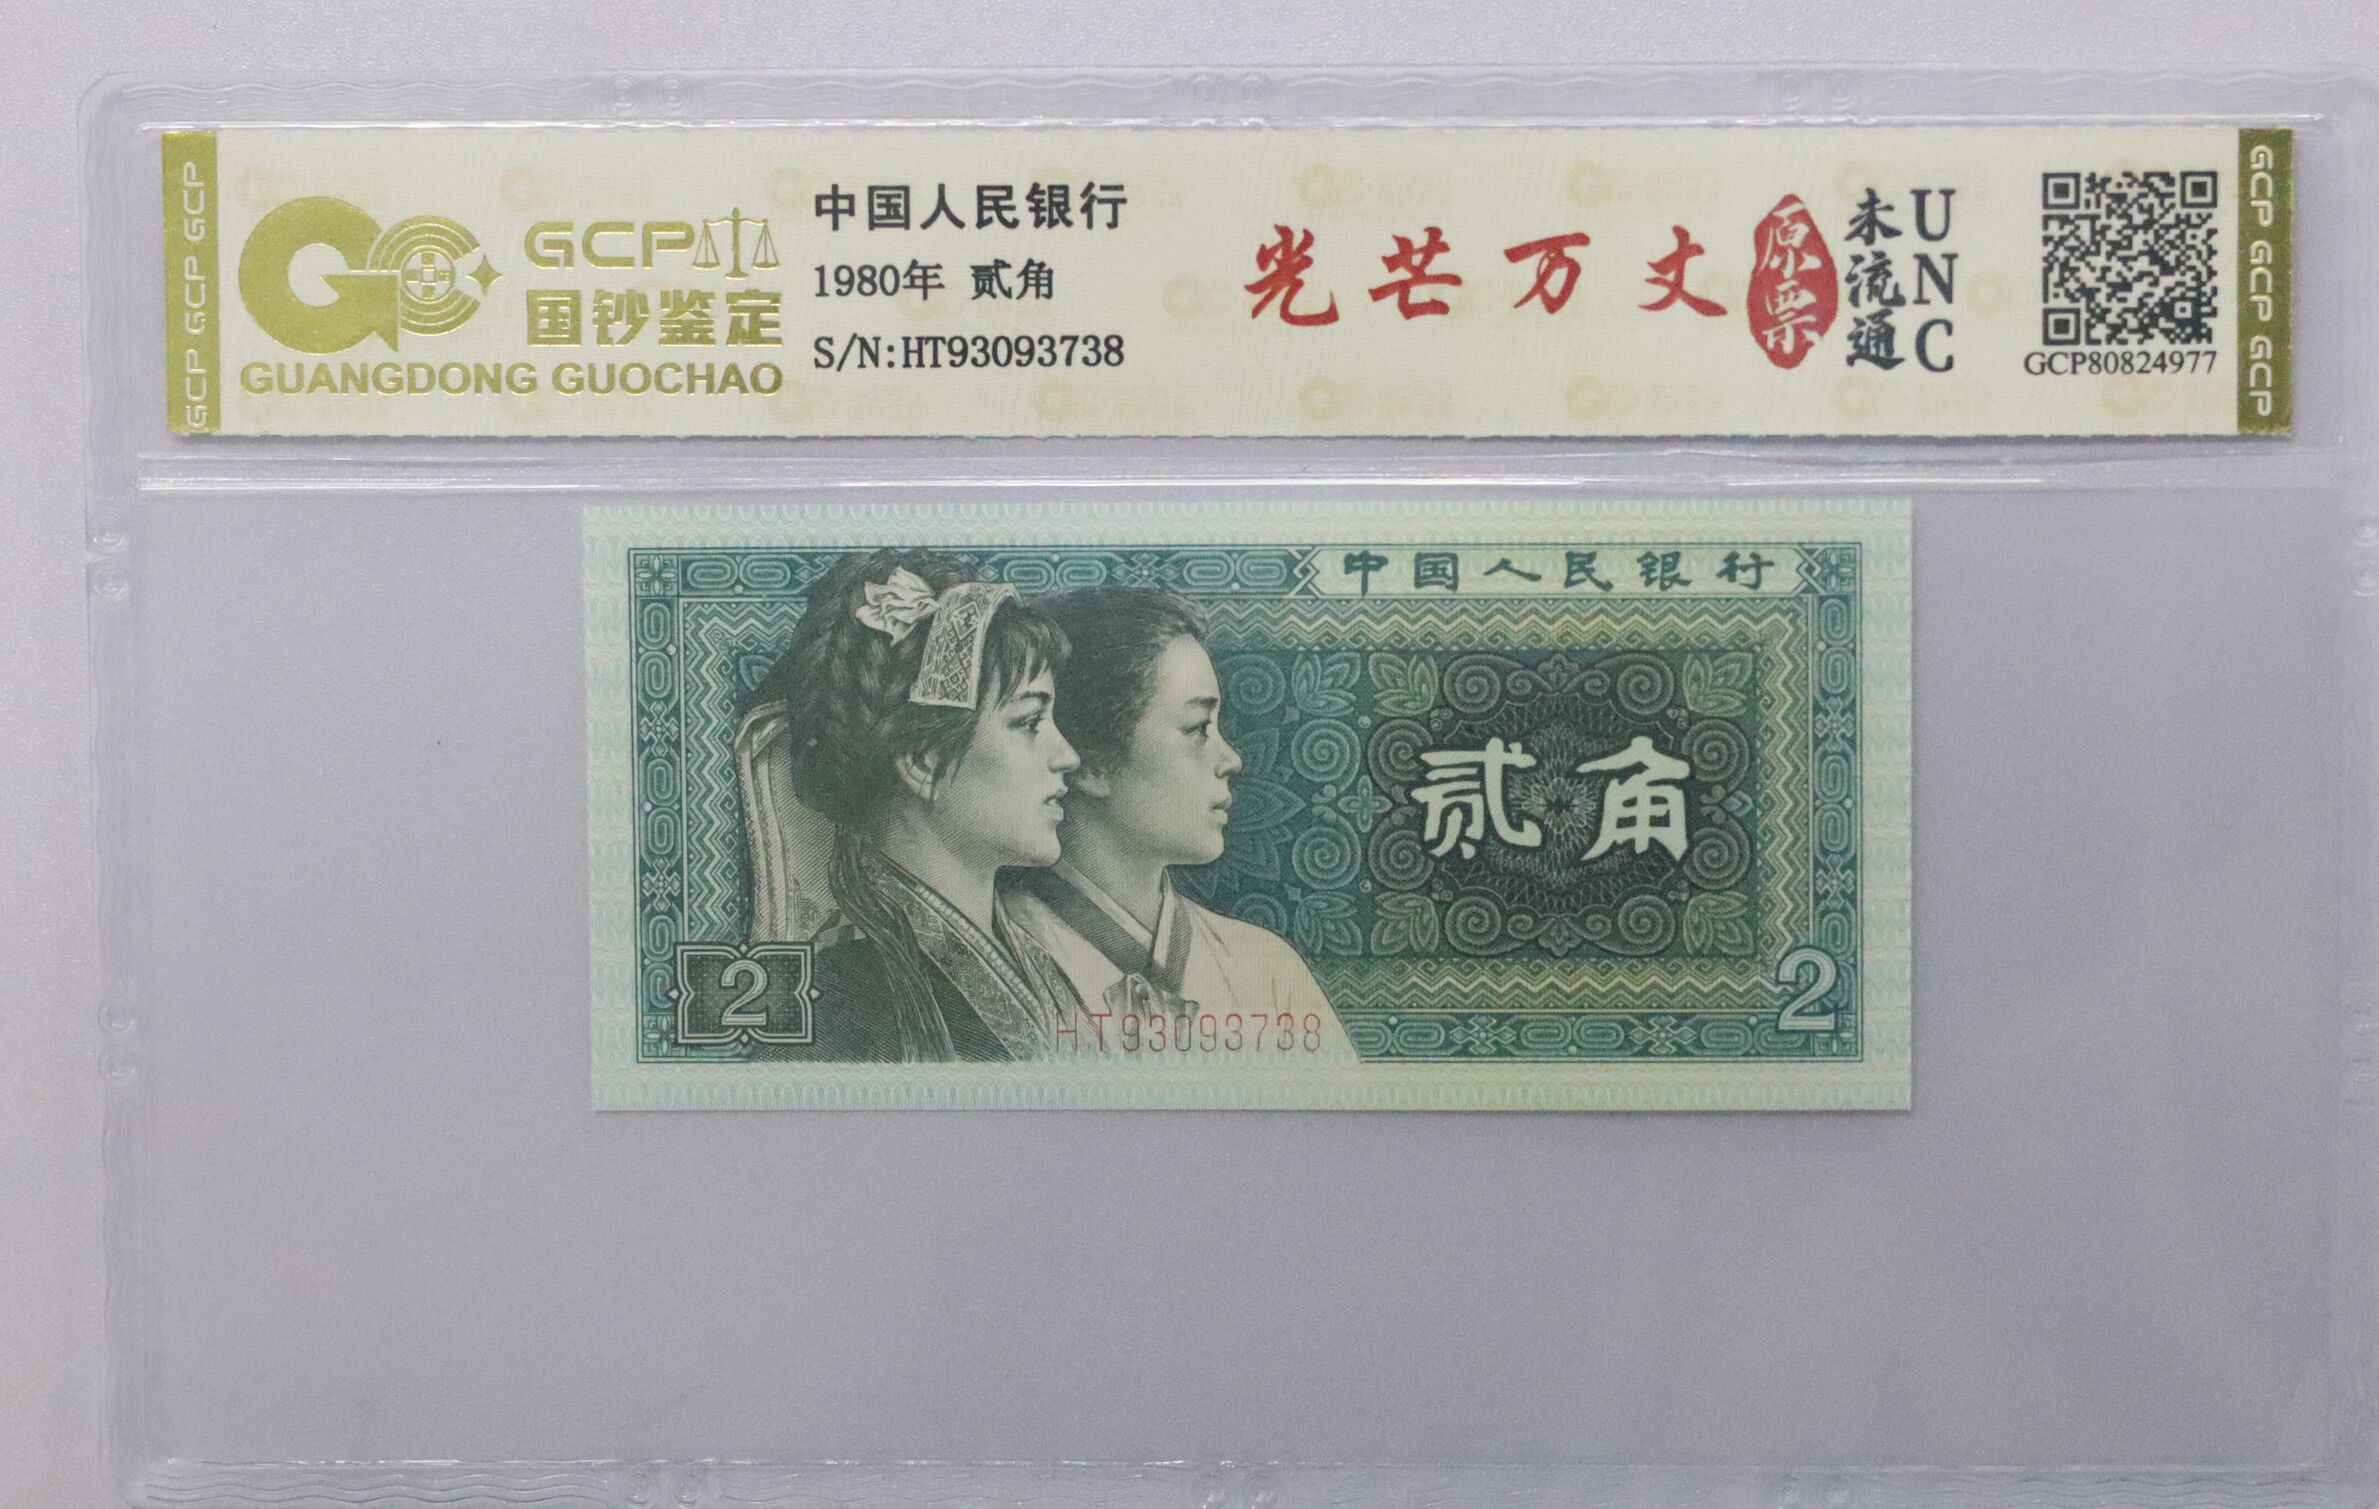 GCP GCP GCP
GCP
国钞鉴定
GUANGDONG GUOCHAO
中国人民银行
1980年 贰角
S/N:HT93093738
光芒万丈
原票
未流通
UNC
GCP80824977
GCP GCP GCP
中国人民银行
贰角
2
2
HT93093738